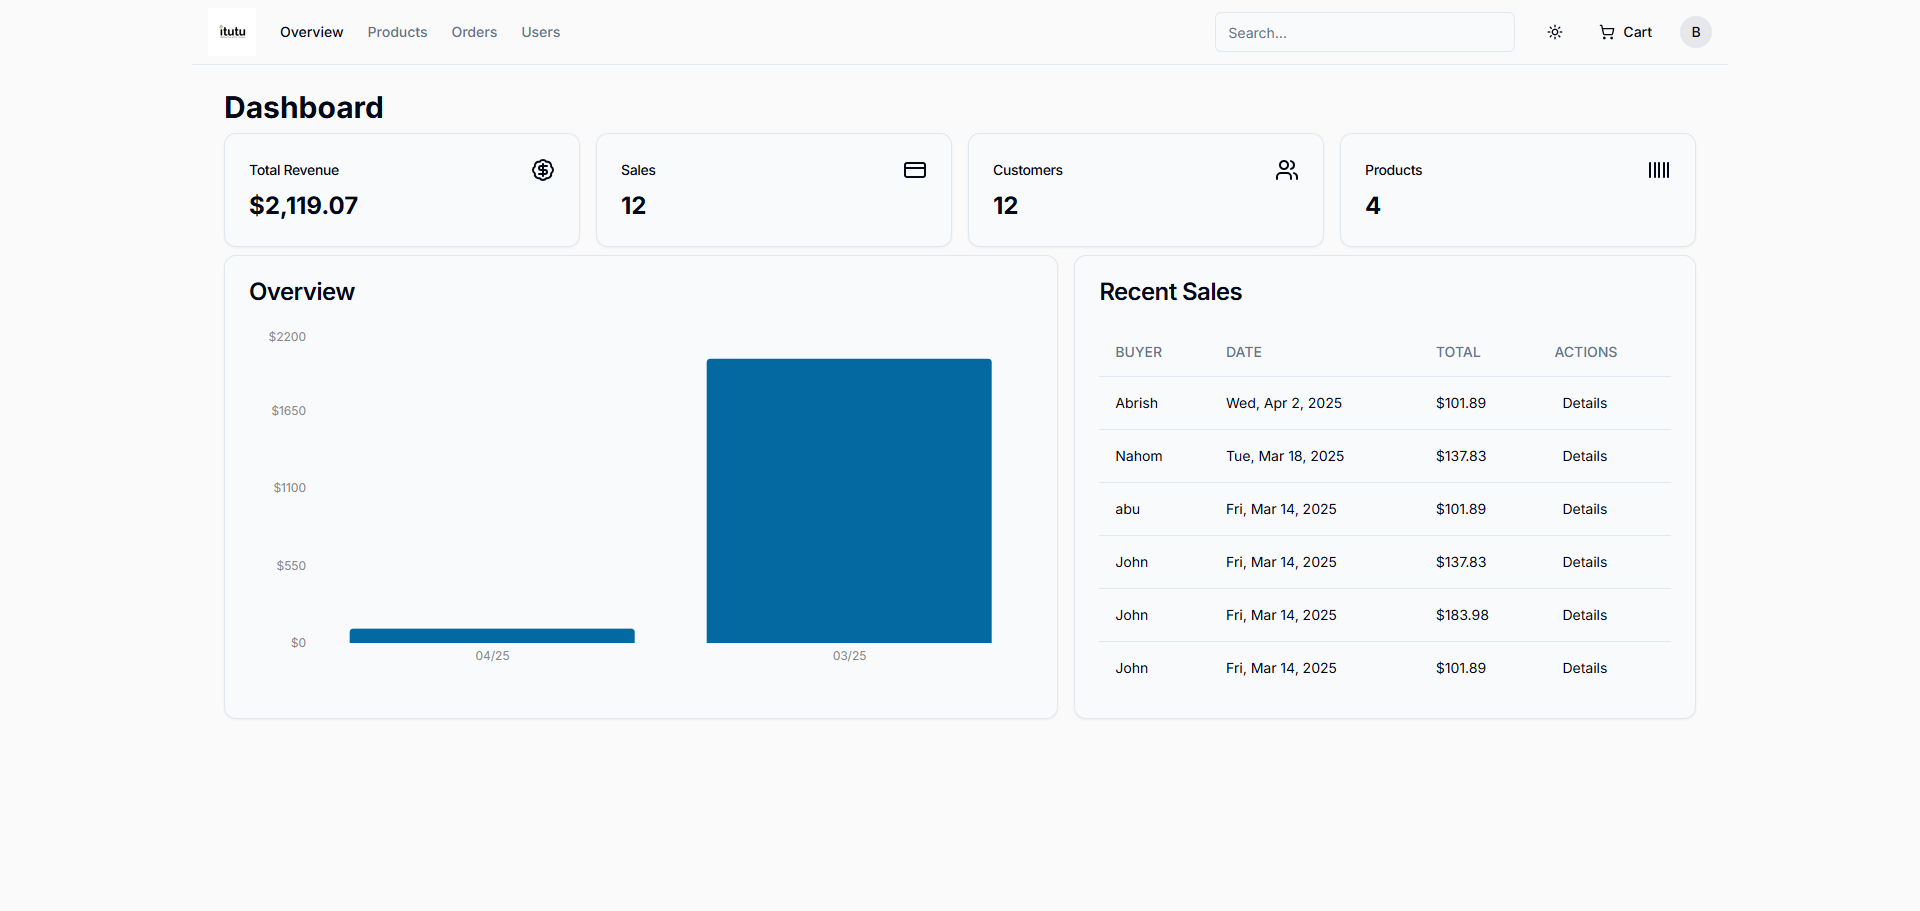 itutu
Overview Products Orders Users Search... Cart B
Dashboard
Total Revenue
$2,119.07
Sales
12
Customers
12
Products
4
Overview
$2200
$1650
$1100
$550
$0
04/25 03/25
Recent Sales
BUYER DATE TOTAL ACTIONS
Abrish Wed, Apr 2, 2025 $101.89 Details
Nahom Tue, Mar 18, 2025 $137.83 Details
abu Fri, Mar 14, 2025 $101.89 Details
John Fri, Mar 14, 2025 $137.83 Details
John Fri, Mar 14, 2025 $183.98 Details
John Fri, Mar 14, 2025 $101.89 Details